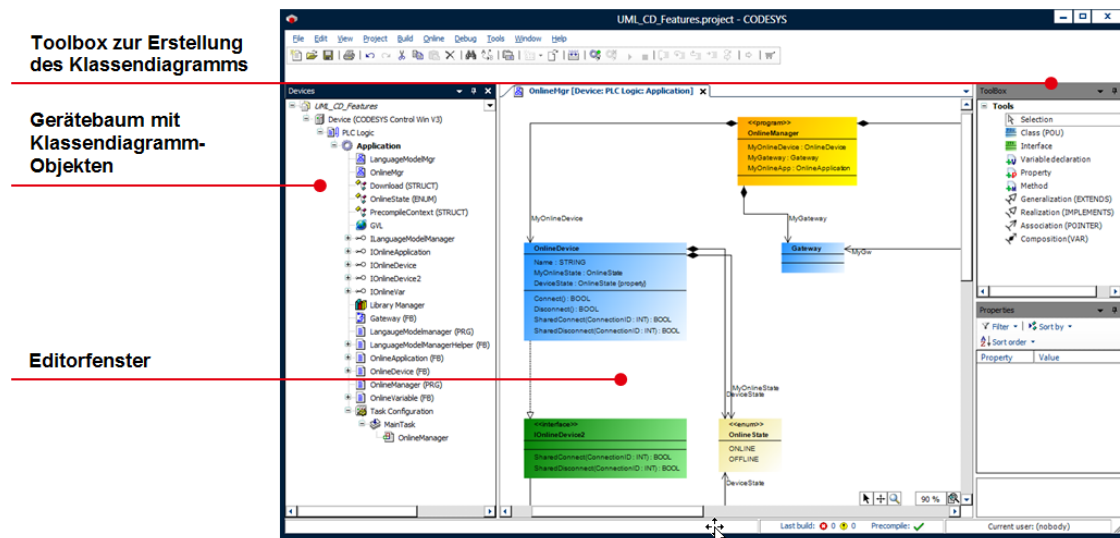 Toolbox zur Erstellung
des Klassendiagramms
Gerätebaum mit
Klassendiagramm-
Objekten
Editorfenster
UML_CD_Features.project - CODESYS
File Edit View Project Build Online Debug Tools Window Help
Devices
UML_CD_Features
Device (CODESYS Control Win V3)
PLC Logic
Application
LanguageModelMgr
OnlineMgr
Download (STRUCT)
OnlineState (ENUM)
PrecompileContext (STRUCT)
GVL
ILanguageModelManager
IOnlineApplication
IOnlineDevice
IOnlineDevice2
IOnlineVar
Library Manager
Gateway (FB)
LangaugeModelmanager (PRG)
LanguageModelManagerHelper (FB)
OnlineApplication (FB)
OnlineDevice (FB)
OnlineManager (PRG)
OnlineVariable (FB)
Task Configuration
MainTask
OnlineManager
OnlineMgr [Device: PLC Logic: Application]
<<program>>
OnlineManager
MyOnlineDevice : OnlineDevice
MyGateway : Gateway
MyOnlineApp : OnlineApplication
MyOnlineDevice
MyGateway
OnlineDevice
Name : STRING
MyOnlineState : OnlineState
DeviceState : OnlineState {property}
Connect() : BOOL
Disconnect() : BOOL
SharedConnect(ConnectionID : INT) : BOOL
SharedDisconnect(ConnectionID : INT) : BOOL
Gateway
MyGw
MyOnlineState
DeviceState
<<interface>>
IOnlineDevice2
SharedConnect(ConnectionID : INT) : BOOL
SharedDisconnect(ConnectionID : INT) : BOOL
<<enum>>
OnlineState
ONLINE
OFFLINE
DeviceState
90 %
ToolBox
Tools
Selection
Class (POU)
Interface
Variable declaration
Property
Method
Generalization (EXTENDS)
Realization (IMPLEMENTS)
Association (POINTER)
Composition(VAR)
Properties
Filter Sort by
Sort order
Property Value
Last build: 0 0 Precompile: Current user: (nobody)